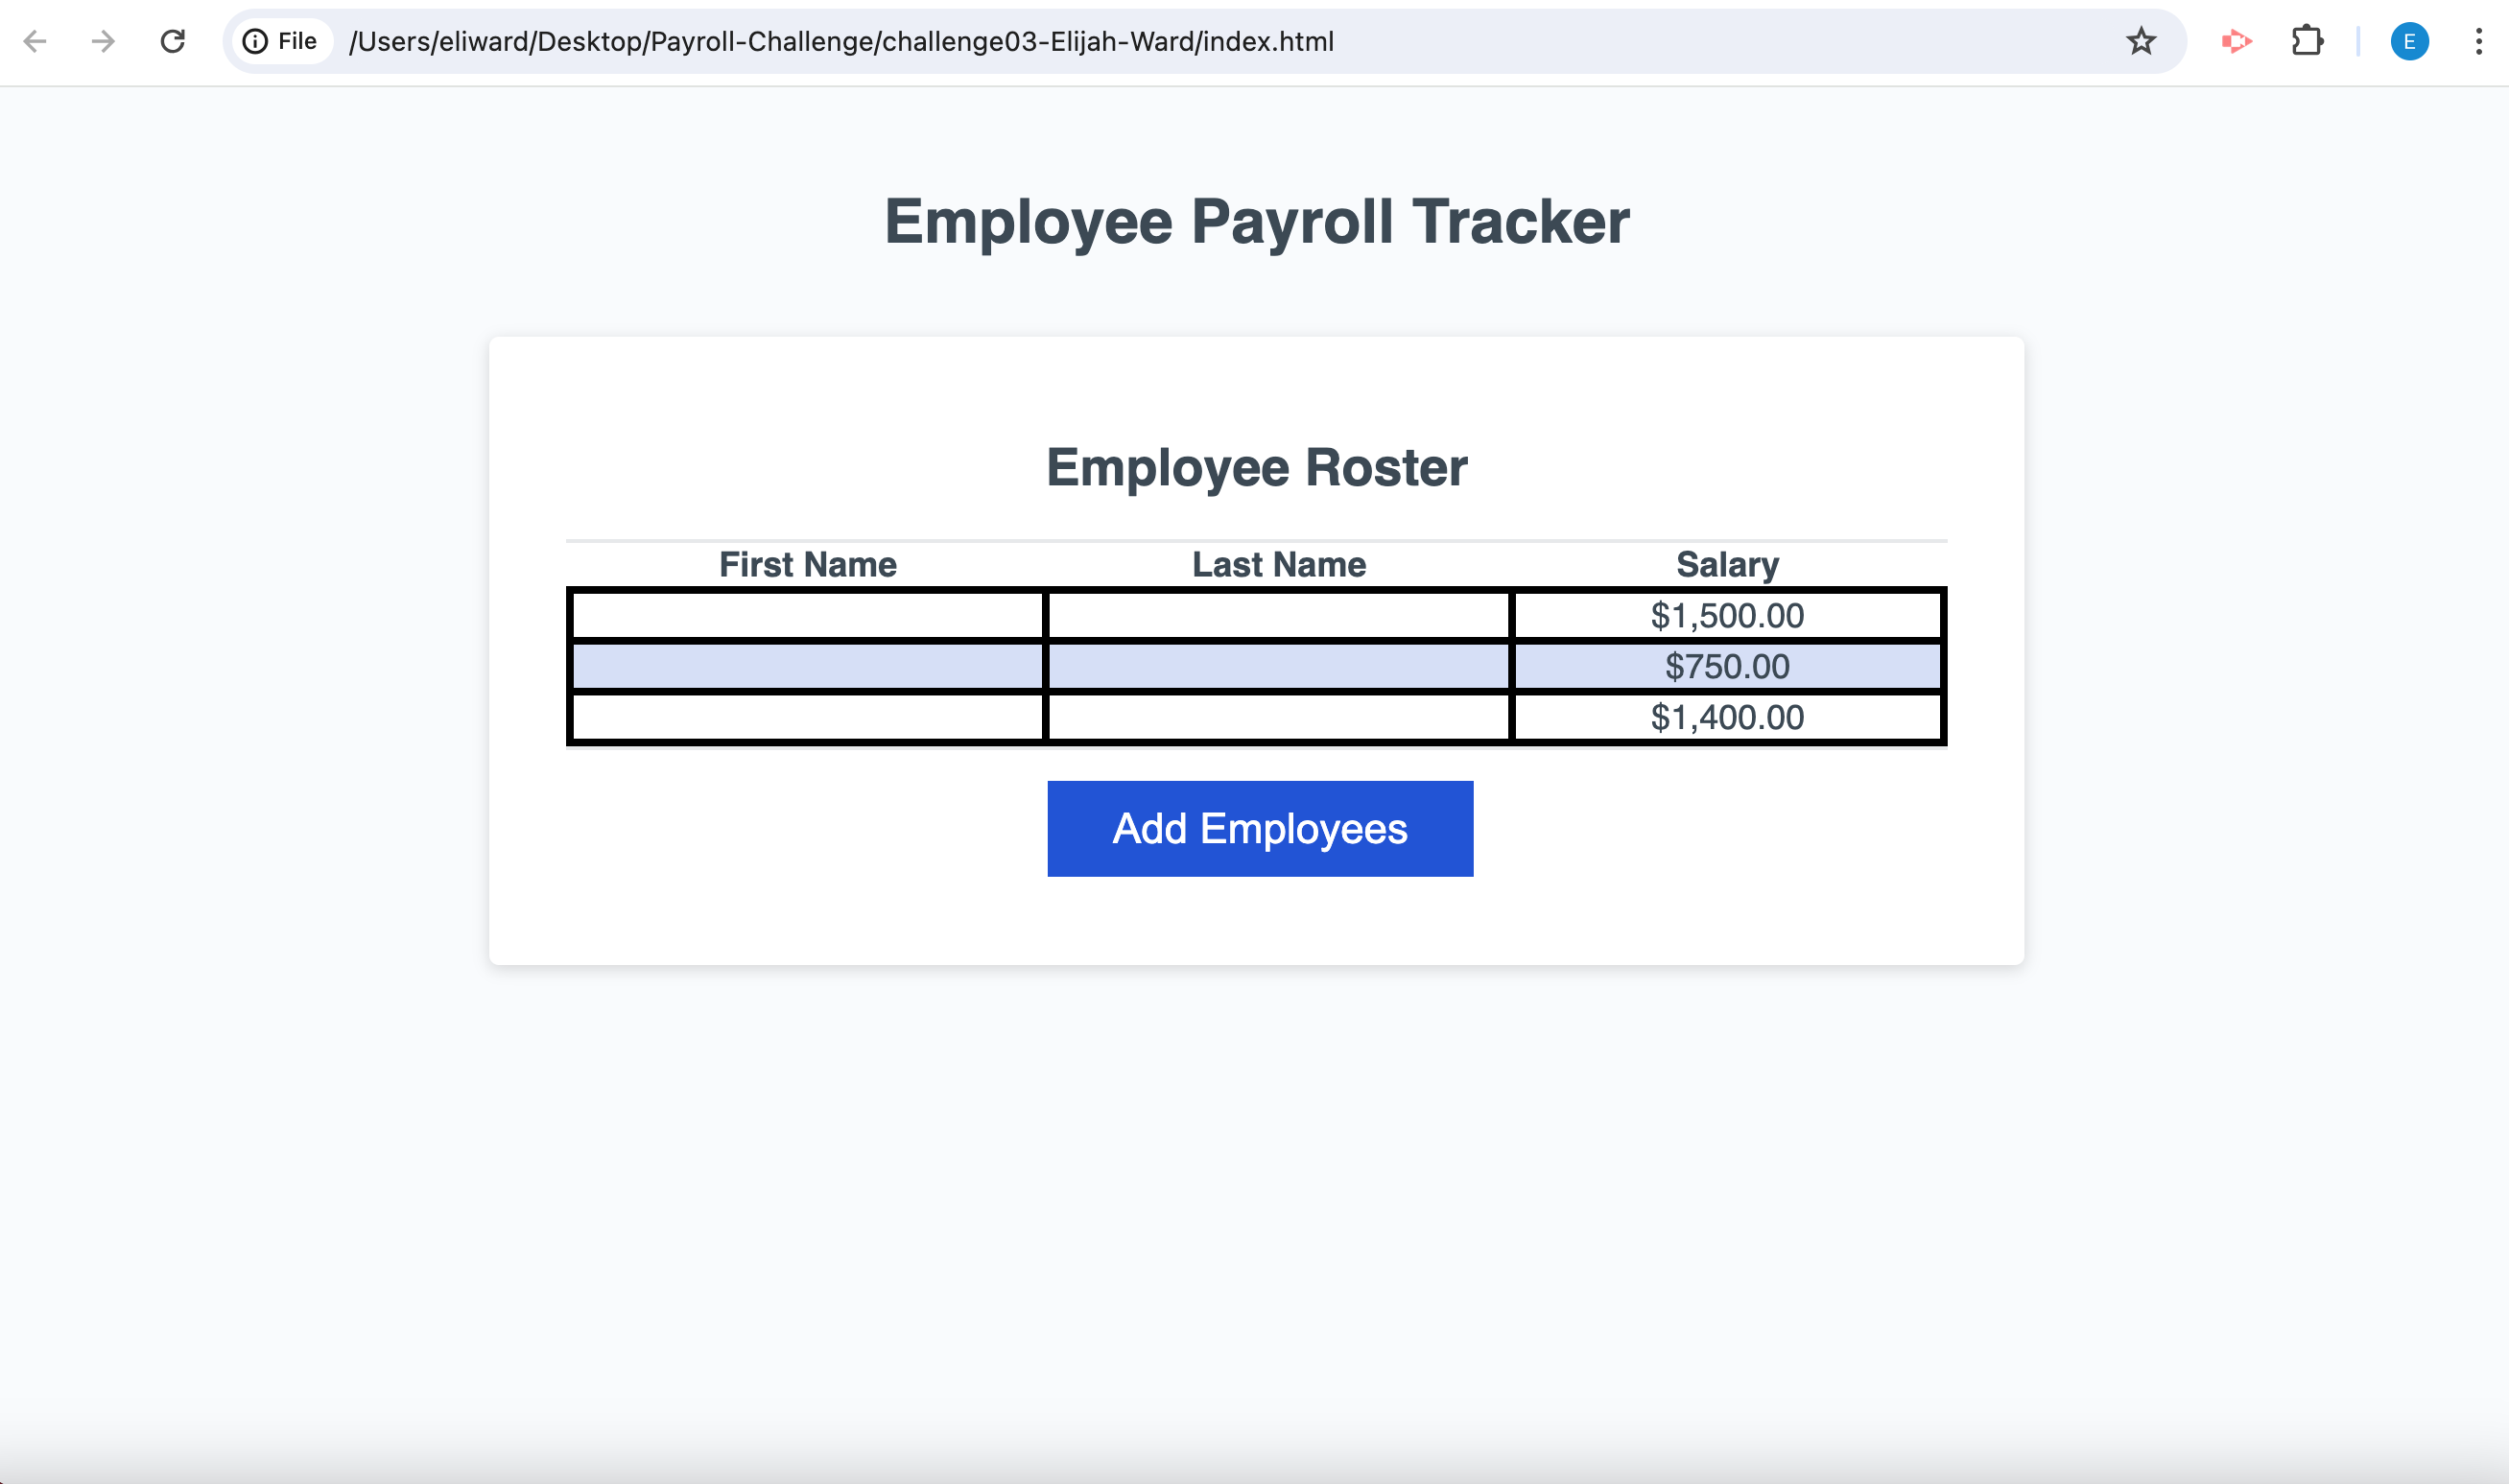 File /Users/eliward/Desktop/Payroll-Challenge/challenge03-Elijah-Ward/index.html E
Employee Payroll Tracker
Employee Roster
First Name Last Name Salary
$1,500.00
$750.00
$1,400.00
Add Employees